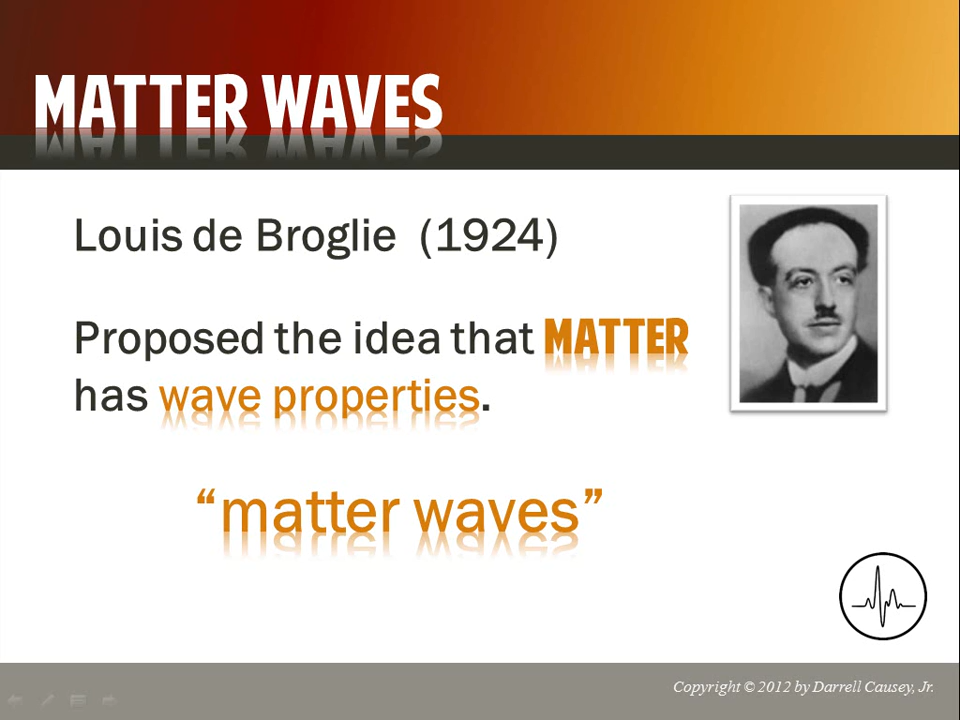 MATTER WAVES
Louis de Broglie (1924)
Proposed the idea that MATTER
has wave properties.
“matter waves”
Copyright © 2012 by Darrell Causey, Jr.